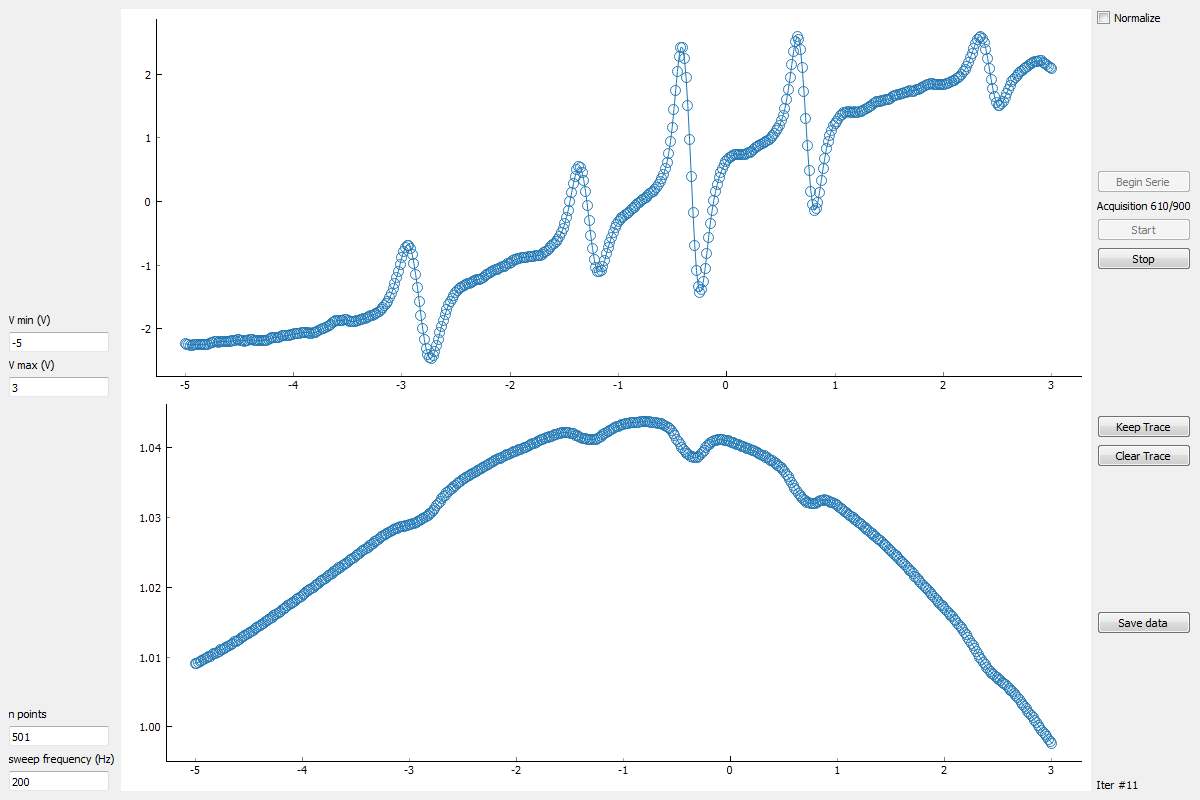 Normalize
2
1
0
-1
-2
-5
-4
-3
-2
-1
0
1
2
3
Begin Serie
Acquisition 610/900
Start
Stop
V min (V)
-5
V max (V)
3
1.04
1.03
1.02
1.01
1.00
-5
-4
-3
-2
-1
0
1
2
3
Keep Trace
Clear Trace
Save data
n points
501
sweep frequency (Hz)
200
Iter #11